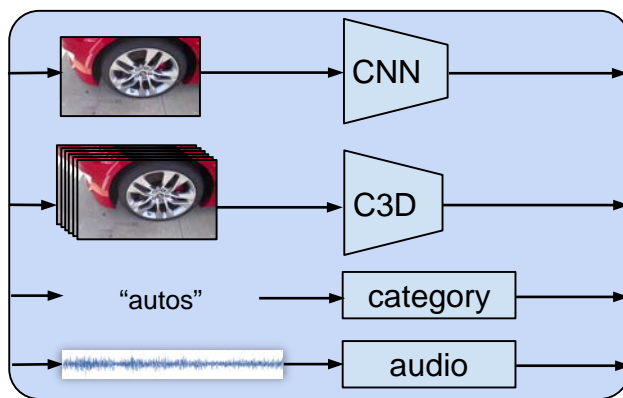 CNN
C3D
“autos”
category
audio